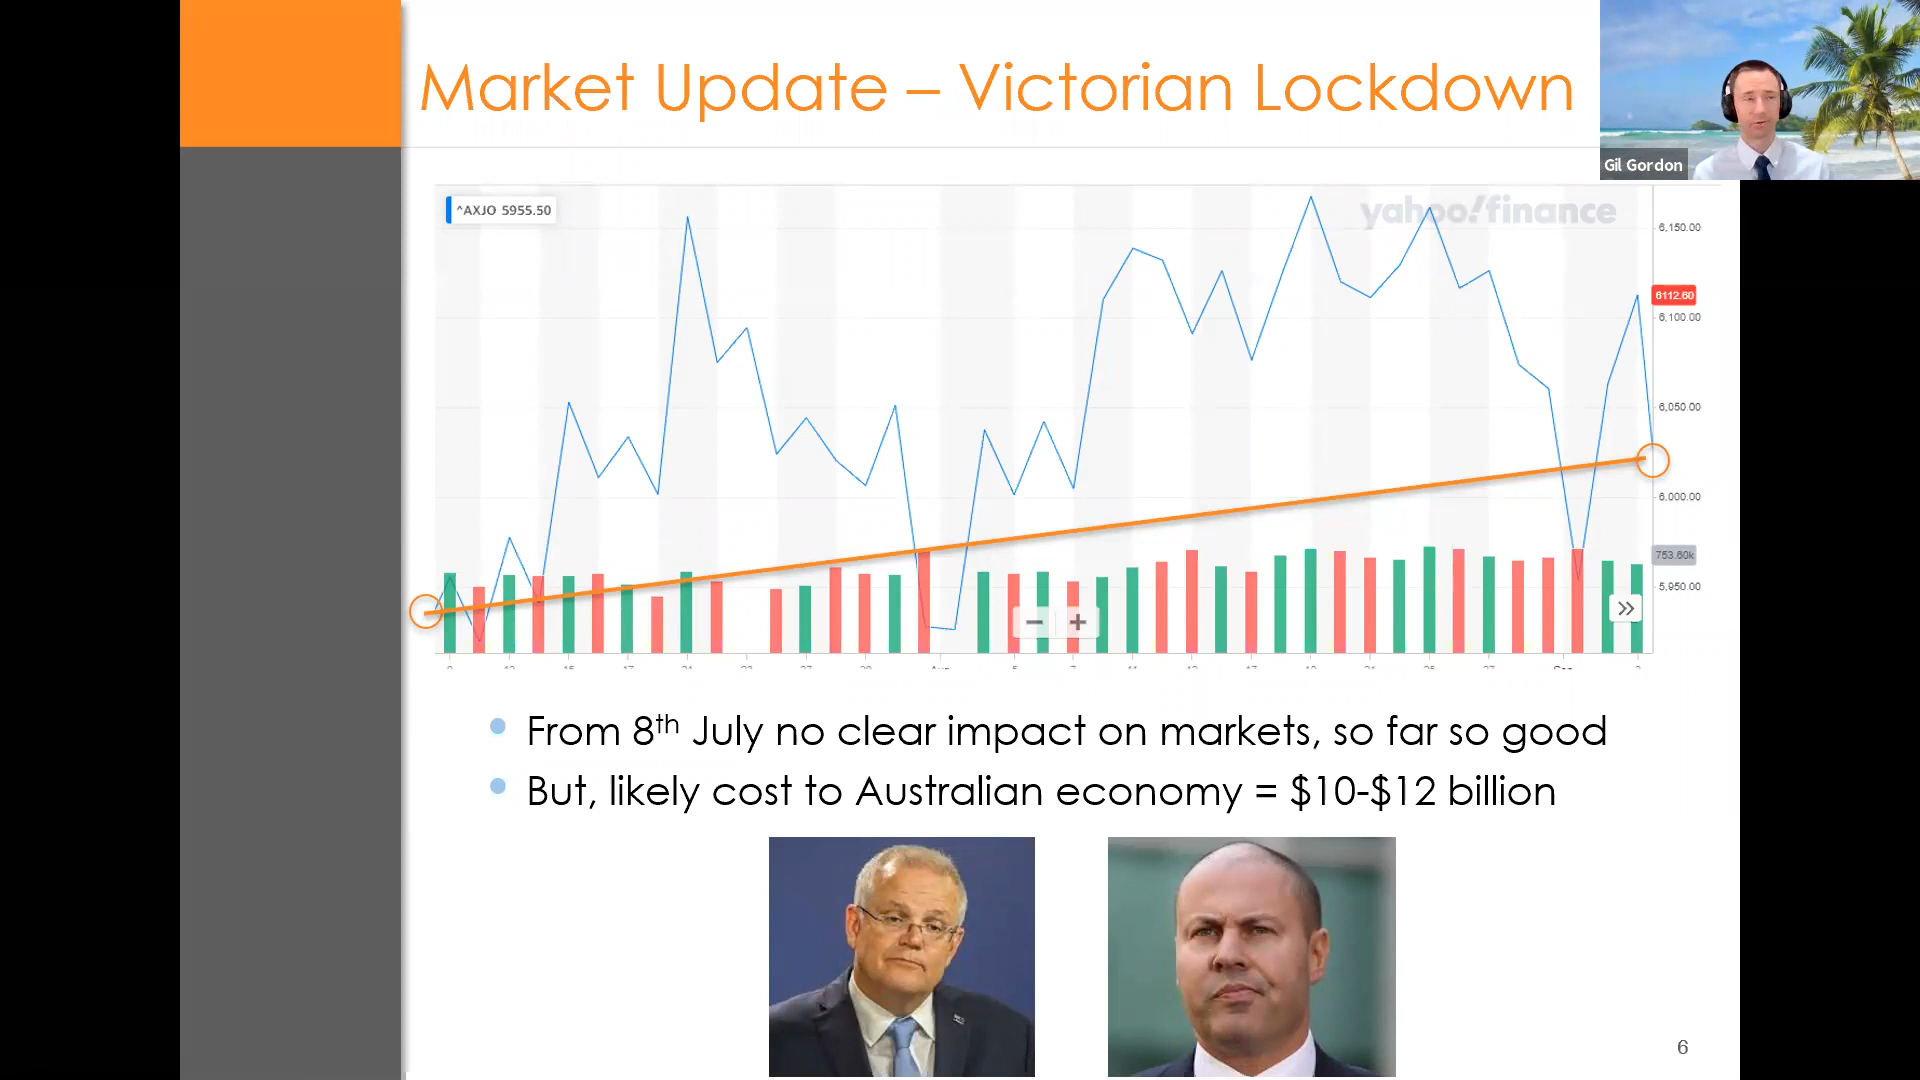 Market Update – Victorian Lockdown
Gil Gordon
^AXJO 5955.50
yahoo!finance
6,150.00
6112.60
6,100.00
6,050.00
6,000.00
753.60k
5,950.00
From 8th July no clear impact on markets, so far so good
But, likely cost to Australian economy = $10-$12 billion
6